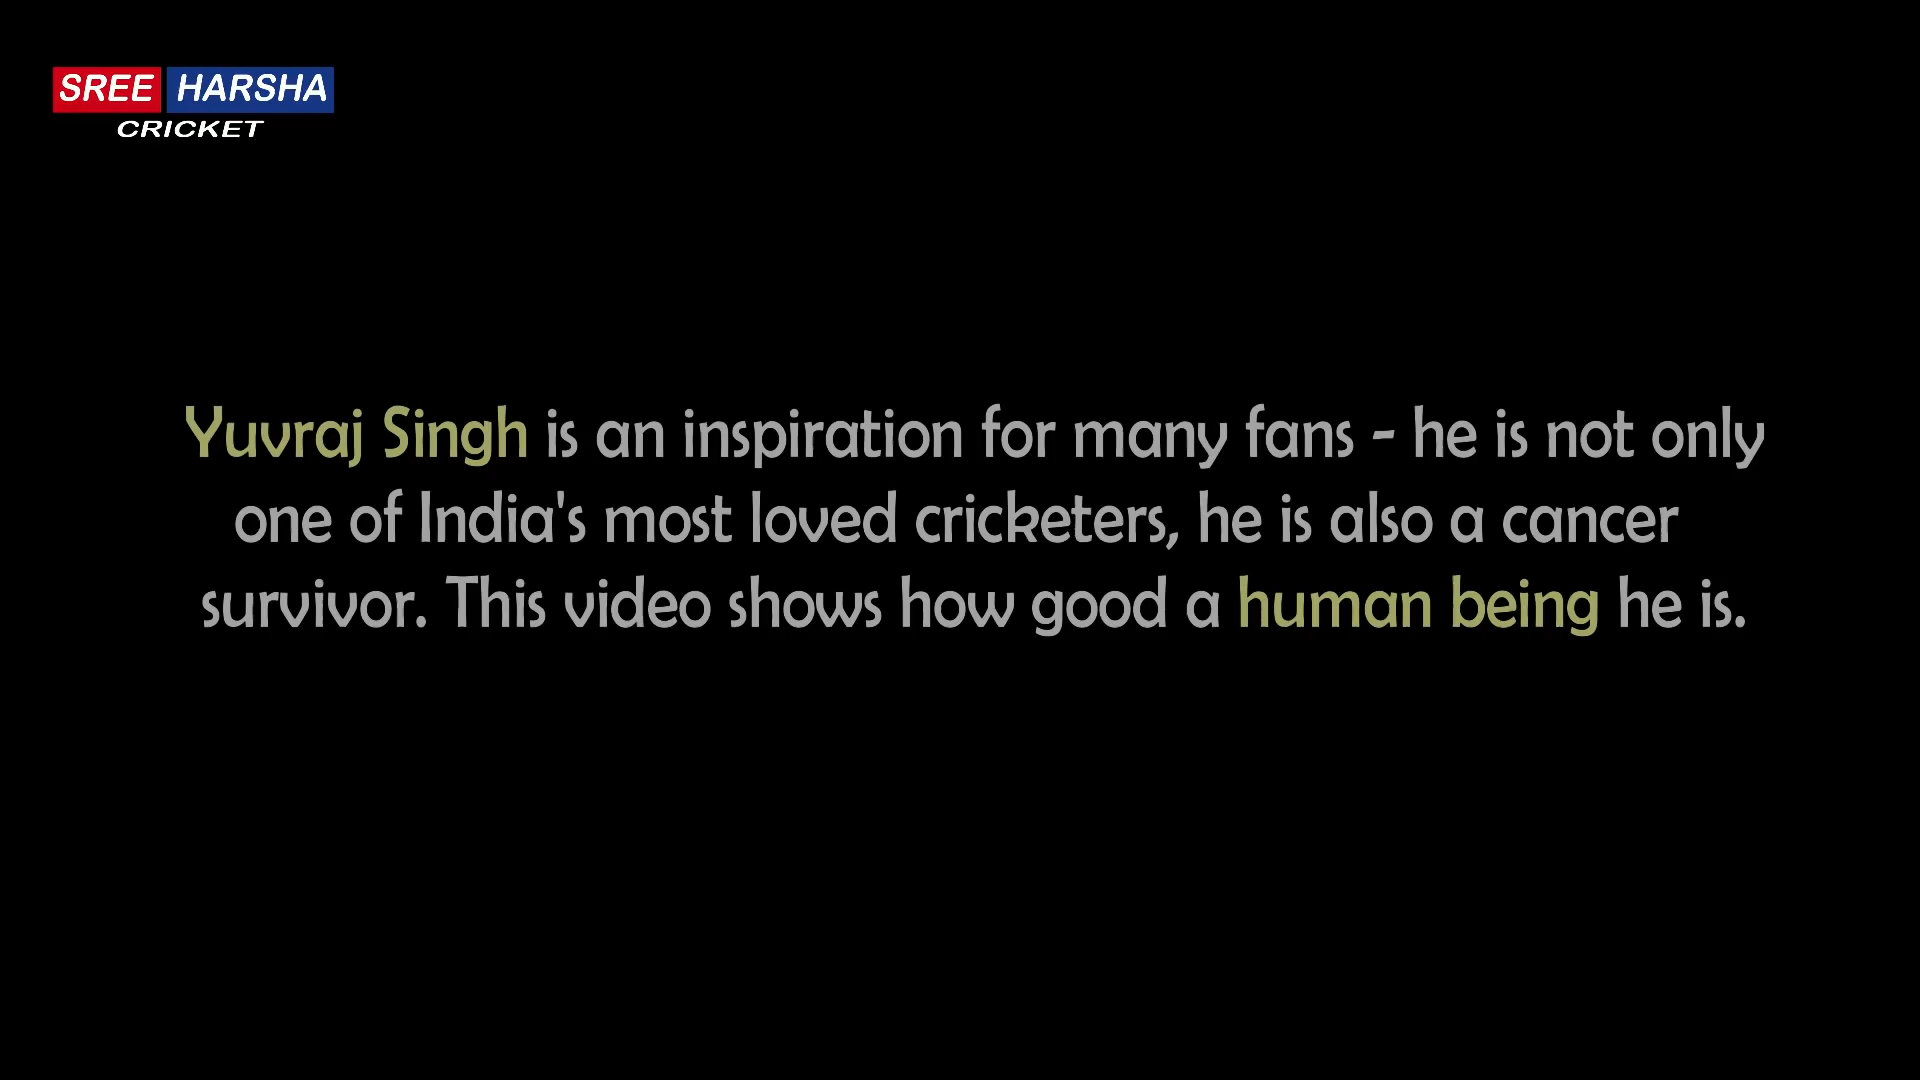 SREE HARSHA
CRICKET
Yuvraj Singh is an inspiration for many fans - he is not only
one of India's most loved cricketers, he is also a cancer
survivor. This video shows how good a human being he is.